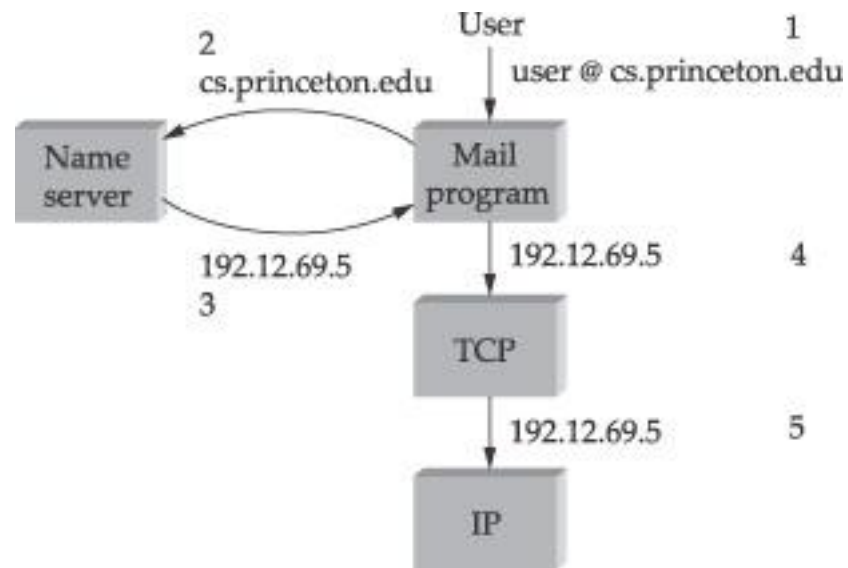 User
1
user @ cs.princeton.edu
2
cs.princeton.edu
Name
server
Mail
program
192.12.69.5
3
192.12.69.5
4
TCP
192.12.69.5
5
IP